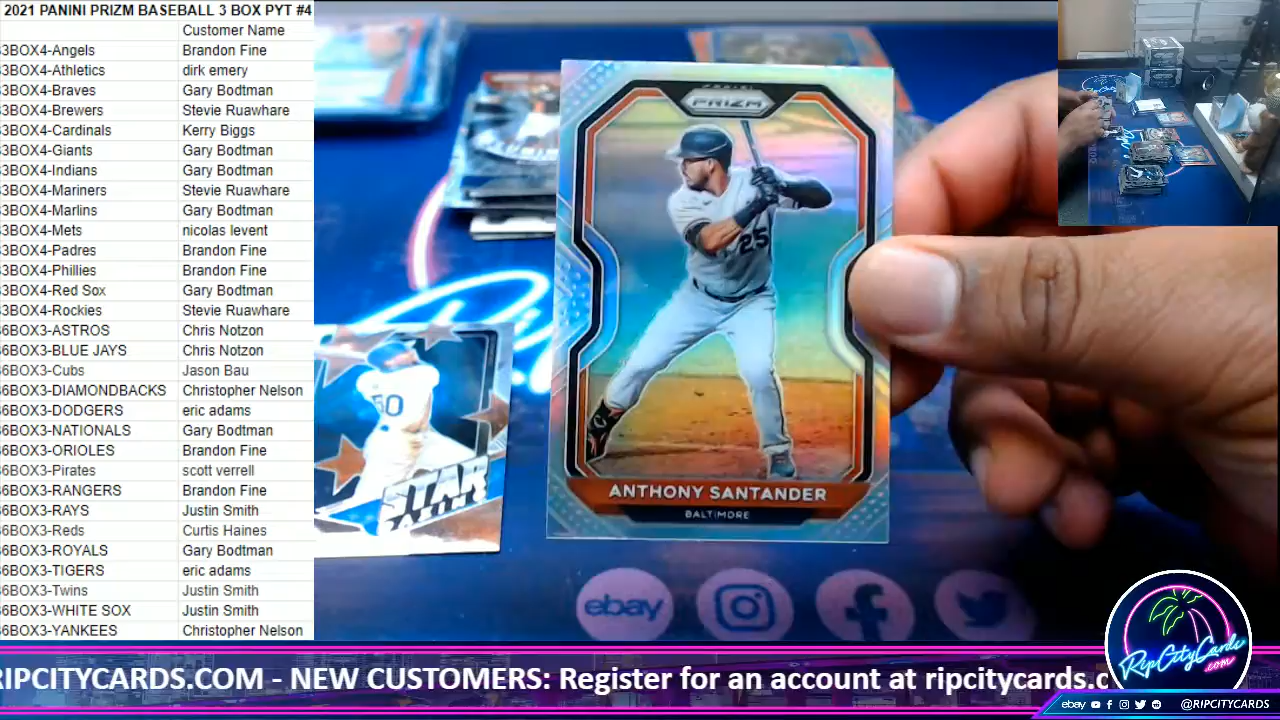 2021 PANINI PRIZM BASEBALL 3 BOX PYT #4
Customer Name
3BOX4-Angels Brandon Fine
3BOX4-Athletics dirk emery
3BOX4-Braves Gary Bodtman
3BOX4-Brewers Stevie Ruawhare
3BOX4-Cardinals Kerry Biggs
3BOX4-Giants Gary Bodtman
3BOX4-Indians Gary Bodtman
3BOX4-Mariners Stevie Ruawhare
3BOX4-Marlins Gary Bodtman
3BOX4-Mets nicolas levent
3BOX4-Padres Brandon Fine
3BOX4-Phillies Brandon Fine
3BOX4-Red Sox Gary Bodtman
3BOX4-Rockies Stevie Ruawhare
6BOX3-ASTROS Chris Notzon
6BOX3-BLUE JAYS Chris Notzon
6BOX3-Cubs Jason Bau
6BOX3-DIAMONDBACKS Christopher Nelson
6BOX3-DODGERS eric adams
6BOX3-NATIONALS Gary Bodtman
6BOX3-ORIOLES Brandon Fine
6BOX3-Pirates scott verrell
6BOX3-RANGERS Brandon Fine
6BOX3-RAYS Justin Smith
6BOX3-Reds Curtis Haines
6BOX3-ROYALS Gary Bodtman
6BOX3-TIGERS eric adams
6BOX3-Twins Justin Smith
6BOX3-WHITE SOX Justin Smith
6BOX3-YANKEES Christopher Nelson
PANINI
PRIZM
25
ANTHONY SANTANDER
BALTIMORE
50
STAR
ebay
RIPCITYCARDS.COM - NEW CUSTOMERS: Register for an account at ripcitycards.c
RipCityCards
.com
ebay @RIPCITYCARDS